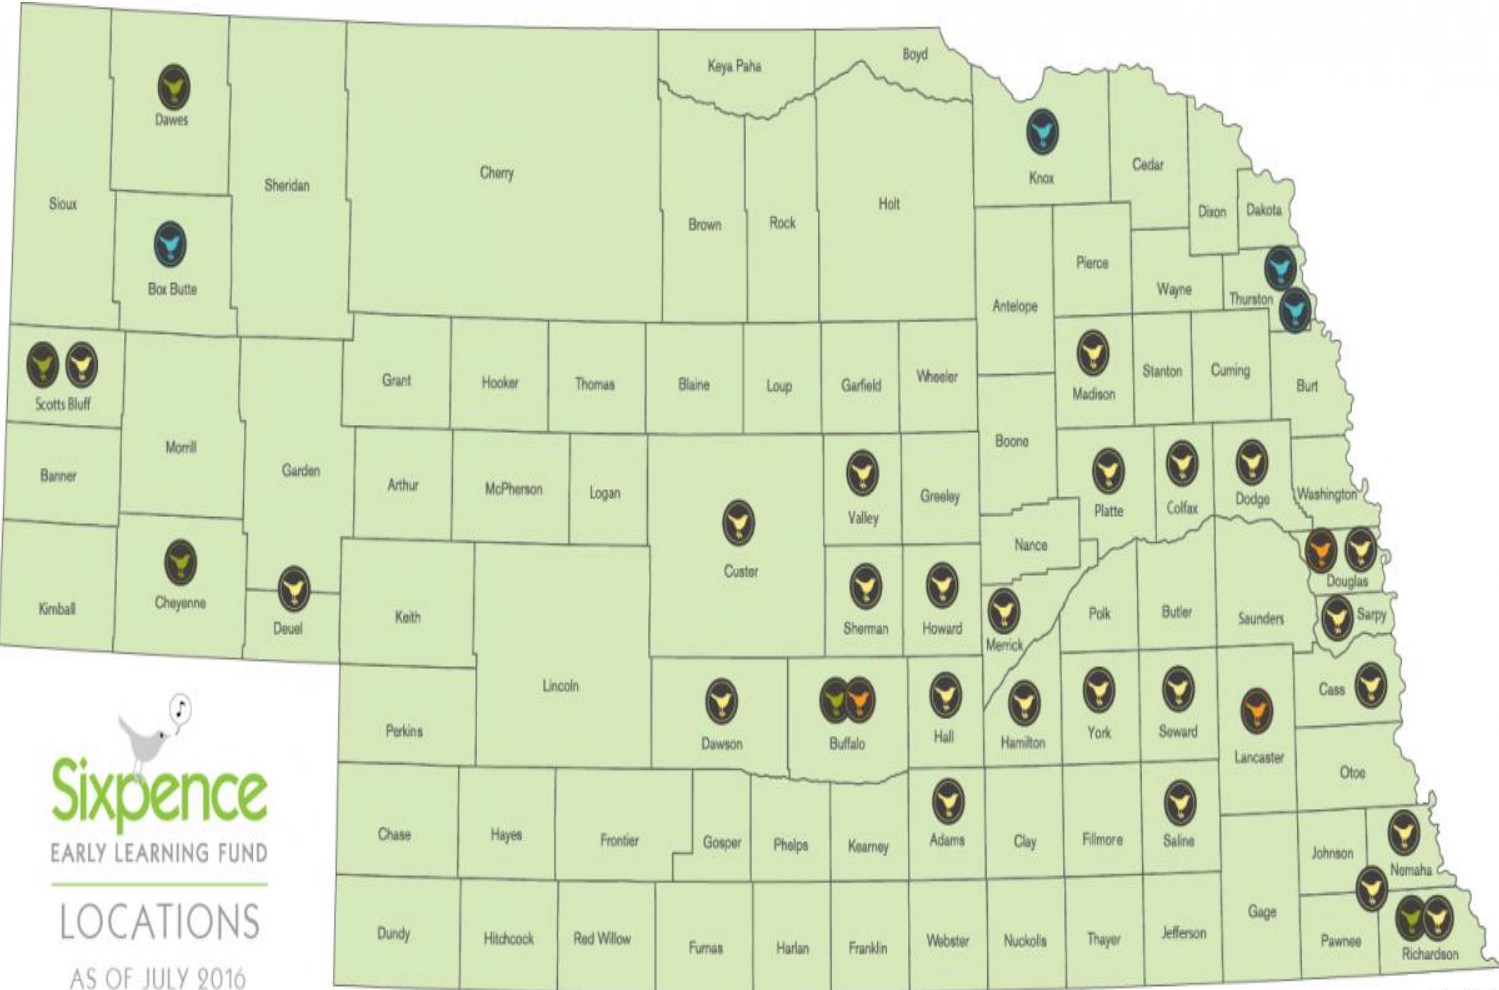 Keya Paha
Boyd
Dawes
Knox
Cedar
Cherry
Sheridan
Sioux
Holt
Dixon
Dakota
Brown
Rock
Pierce
Box Butte
Wayne
Thurston
Antelope
Grant
Hooker
Thomas
Blaine
Loup
Garfield
Wheeler
Madison
Stanton
Cuming
Burt
Scotts Bluff
Morrill
Boone
Banner
Garden
Arthur
McPherson
Logan
Valley
Greeley
Platte
Colfax
Dodge
Washington
Custer
Nance
Douglas
Kimball
Cheyenne
Deuel
Keith
Sherman
Howard
Merrick
Polk
Butler
Saunders
Sarpy
Lincoln
Cass
Perkins
Dawson
Buffalo
Hall
Hamilton
York
Seward
Lancaster
Otoe
Chase
Hayes
Frontier
Gosper
Phelps
Kearney
Adams
Clay
Fillmore
Saline
Johnson
Nemaha
Dundy
Hitchcock
Red Willow
Furnas
Harlan
Franklin
Webster
Nuckolls
Thayer
Jefferson
Gage
Pawnee
Richardson
Sixpence
EARLY LEARNING FUND
LOCATIONS
AS OF JULY 2016